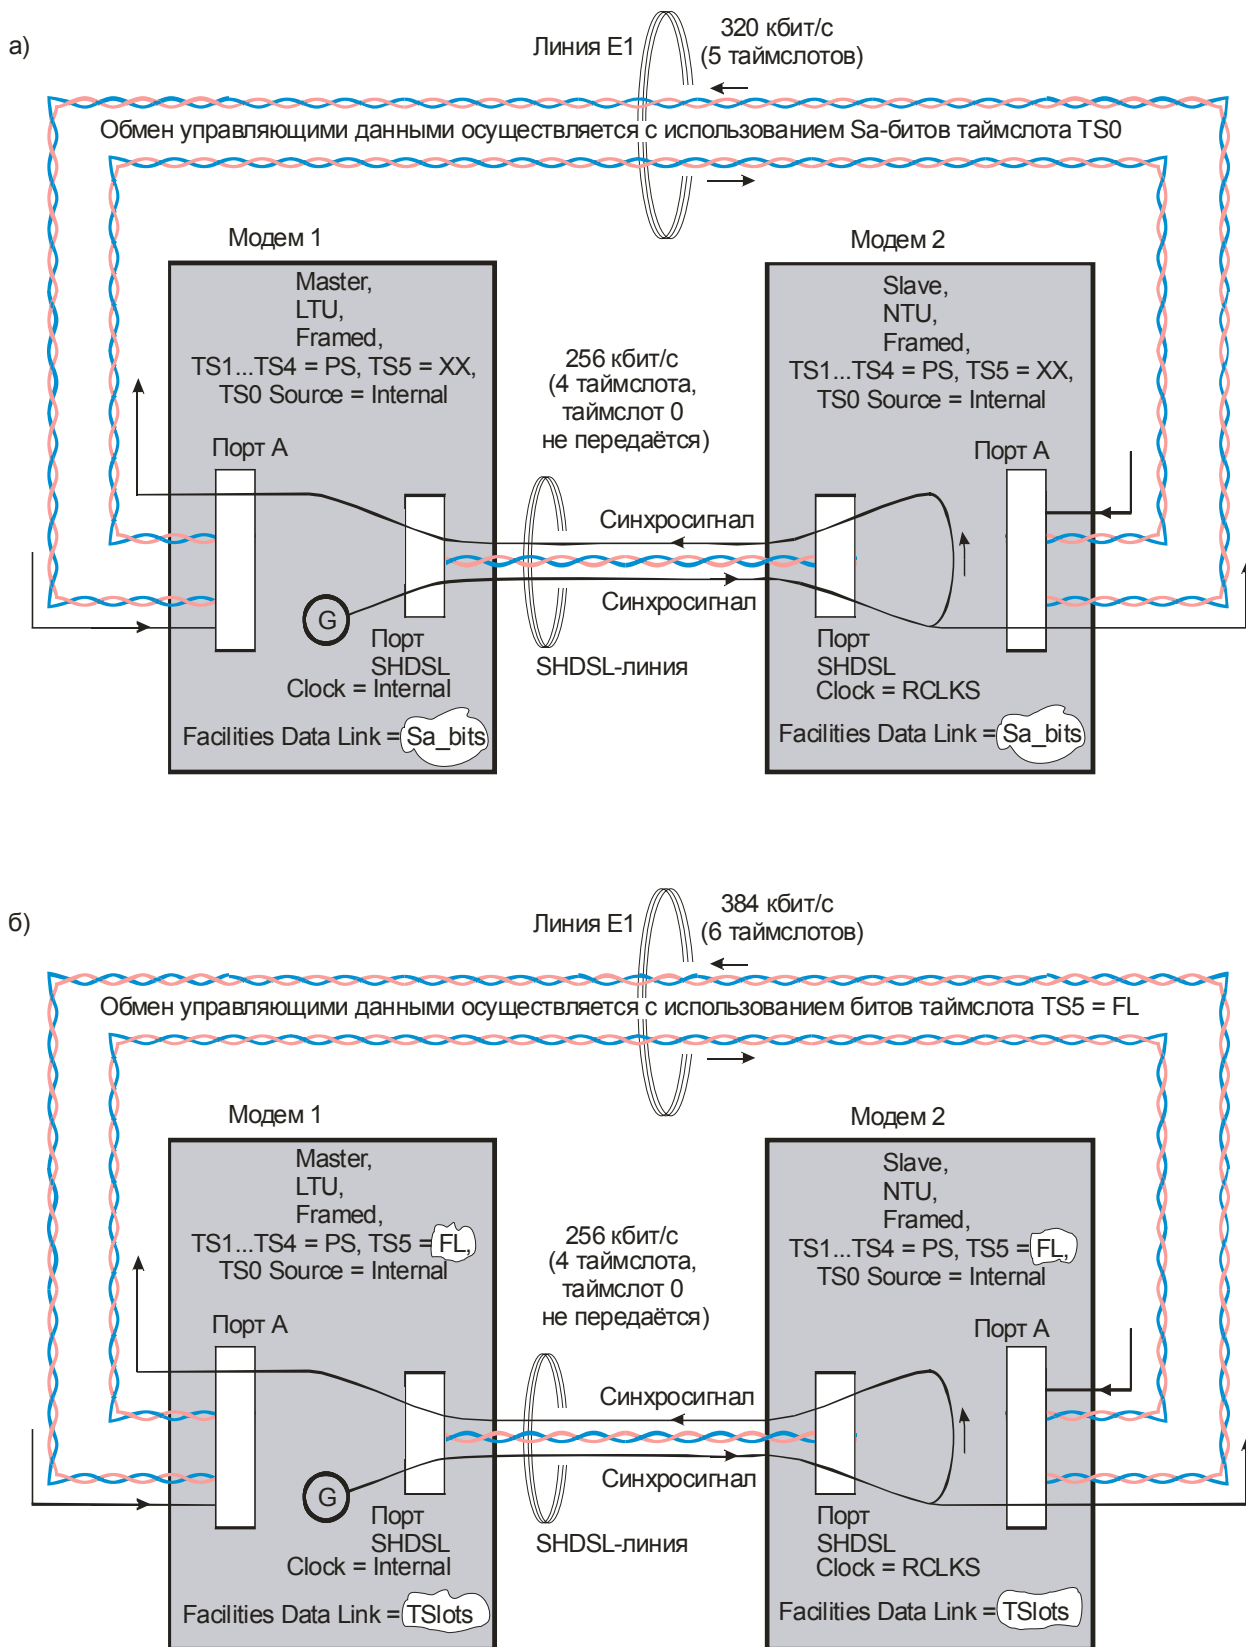 а)
Линия Е1
320 кбит/с
(5 таймслотов)
Обмен управляющими данными осуществляется с использованием Sa-битов таймслота TS0
Модем 1
Master,
LTU,
Framed,
TS1...TS4 = PS, TS5 = XX,
TS0 Source = Internal
Порт А
G
Порт
SHDSL
Clock = Internal
Facilities Data Link = Sa_bits
256 кбит/с
(4 таймслота,
таймслот 0
не передаётся)
Синхросигнал
Синхросигнал
SHDSL-линия
Модем 2
Slave,
NTU,
Framed,
TS1...TS4 = PS, TS5 = XX,
TS0 Source = Internal
Порт А
Порт
SHDSL
Clock = RCLKS
Facilities Data Link = Sa_bits
б)
Линия Е1
384 кбит/с
(6 таймслотов)
Обмен управляющими данными осуществляется с использованием битов таймслота TS5 = FL
Модем 1
Master,
LTU,
Framed,
TS1...TS4 = PS, TS5 = FL,
TS0 Source = Internal
Порт А
G
Порт
SHDSL
Clock = Internal
Facilities Data Link = TSlots
256 кбит/с
(4 таймслота,
таймслот 0
не передаётся)
Синхросигнал
Синхросигнал
SHDSL-линия
Модем 2
Slave,
NTU,
Framed,
TS1...TS4 = PS, TS5 = FL,
TS0 Source = Internal
Порт А
Порт
SHDSL
Clock = RCLKS
Facilities Data Link = TSlots